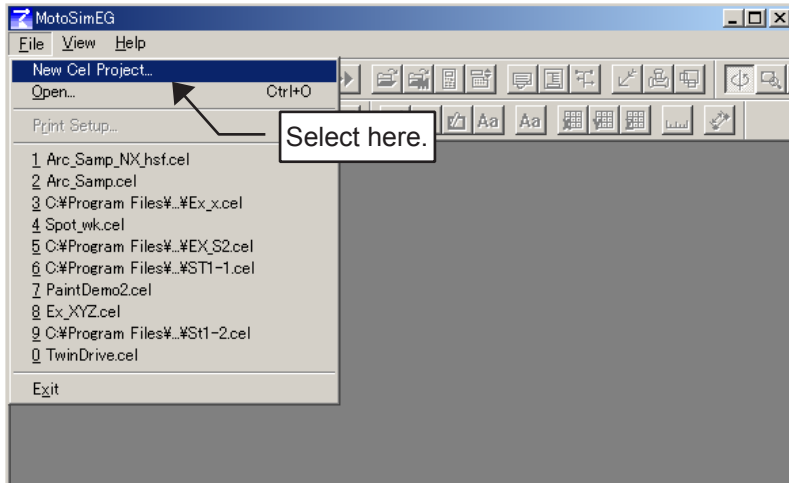 MotoSimEG
File View Help
New Cel Project...
Open... Ctrl+O
Print Setup...
Select here.
Aa Aa
1 Arc_Samp_NX_hsf.cel
2 Arc_Samp.cel
3 C:¥Program Files¥...¥Ex_x.cel
4 Spot_wk.cel
5 C:¥Program Files¥...¥EX_S2.cel
6 C:¥Program Files¥...¥ST1-1.cel
7 PaintDemo2.cel
8 Ex_XYZ.cel
9 C:¥Program Files¥...¥St1-2.cel
0 TwinDrive.cel
Exit